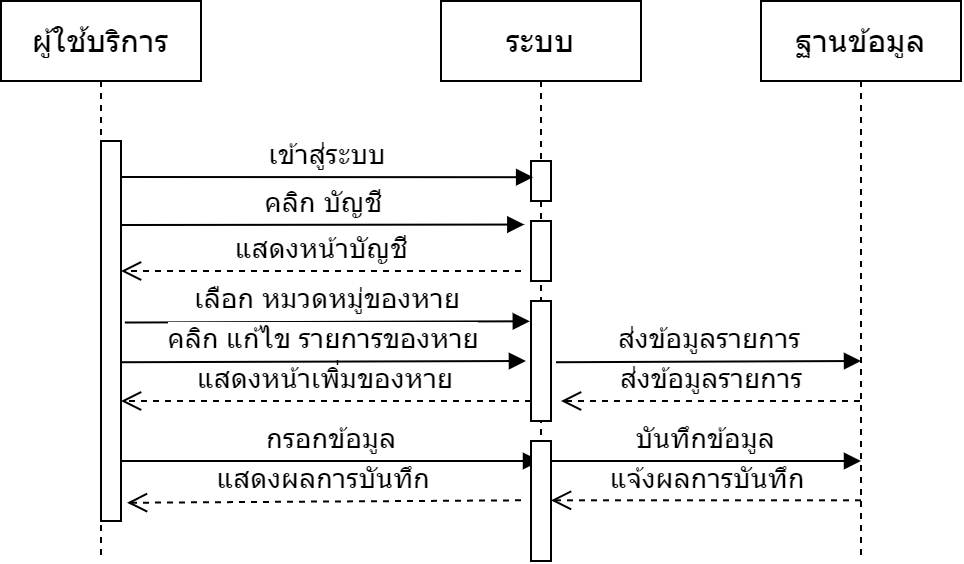 ผู้ใช้บริการ
ระบบ
ฐานข้อมูล
เข้าสู่ระบบ
คลิก บัญชี
แสดงหน้าบัญชี
เลือก หมวดหมู่ของหาย
คลิก แก้ไข รายการของหาย
ส่งข้อมูลรายการ
แสดงหน้าเพิ่มของหาย
ส่งข้อมูลรายการ
กรอกข้อมูล
บันทึกข้อมูล
แสดงผลการบันทึก
แจ้งผลการบันทึก